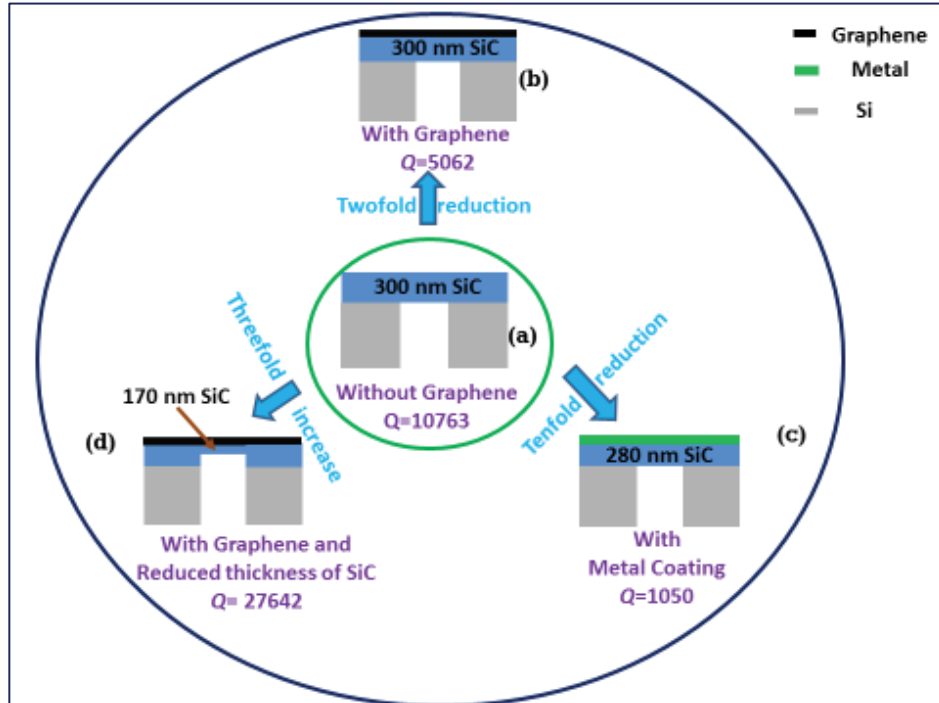 Graphene
Metal
Si
300 nm SiC
(b)
With Graphene
Q=5062
Twofold reduction
300 nm SiC
(a)
Without Graphene
Q=10763
Threefold increase
Tenfold reduction
170 nm SiC
(d)
With Graphene and
Reduced thickness of SiC
Q= 27642
(c)
280 nm SiC
With
Metal Coating
Q=1050